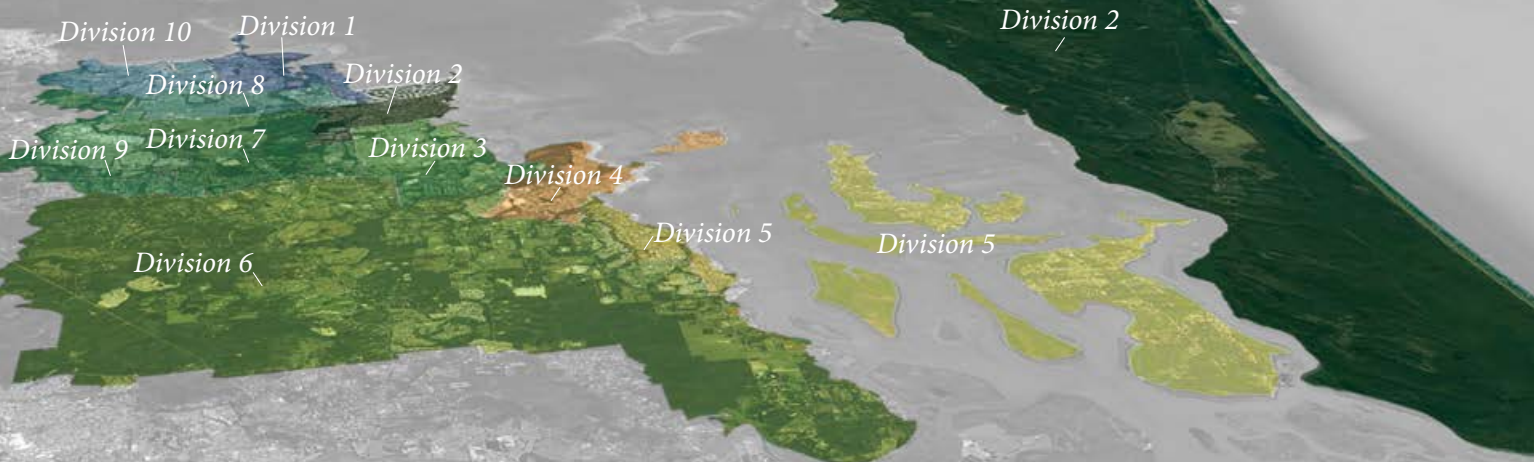 Division 10
Division 1
Division 2
Division 8
Division 2
Division 9
Division 7
Division 3
Division 4
Division 5
Division 5
Division 6